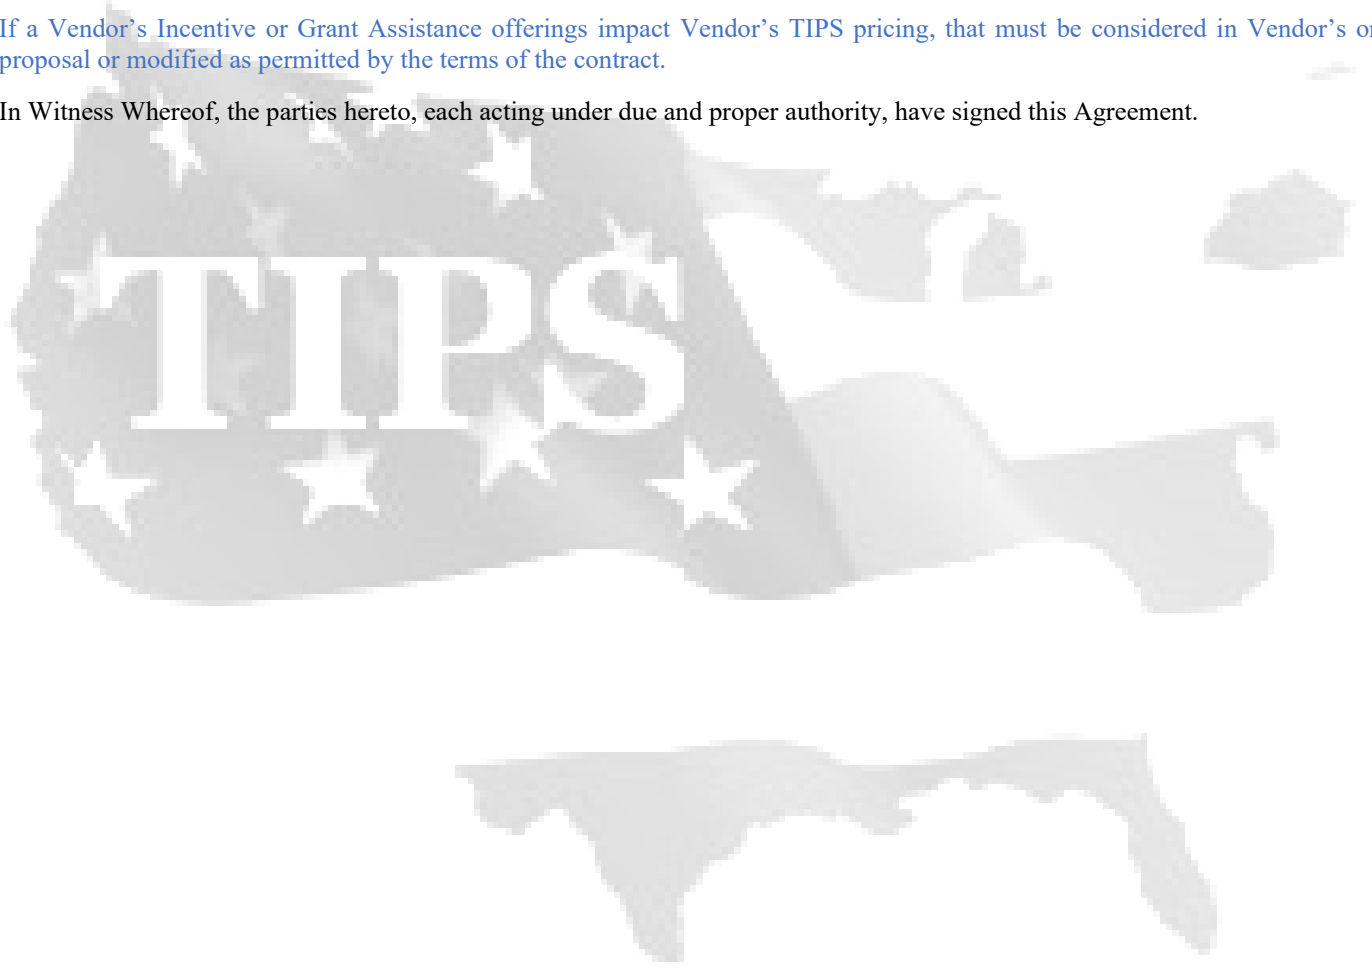 If a Vendor’s Incentive or Grant Assistance offerings impact Vendor’s TIPS pricing, that must be considered in Vendor’s
proposal or modified as permitted by the terms of the contract.
In Witness Whereof, the parties hereto, each acting under due and proper authority, have signed this Agreement.
TIPS